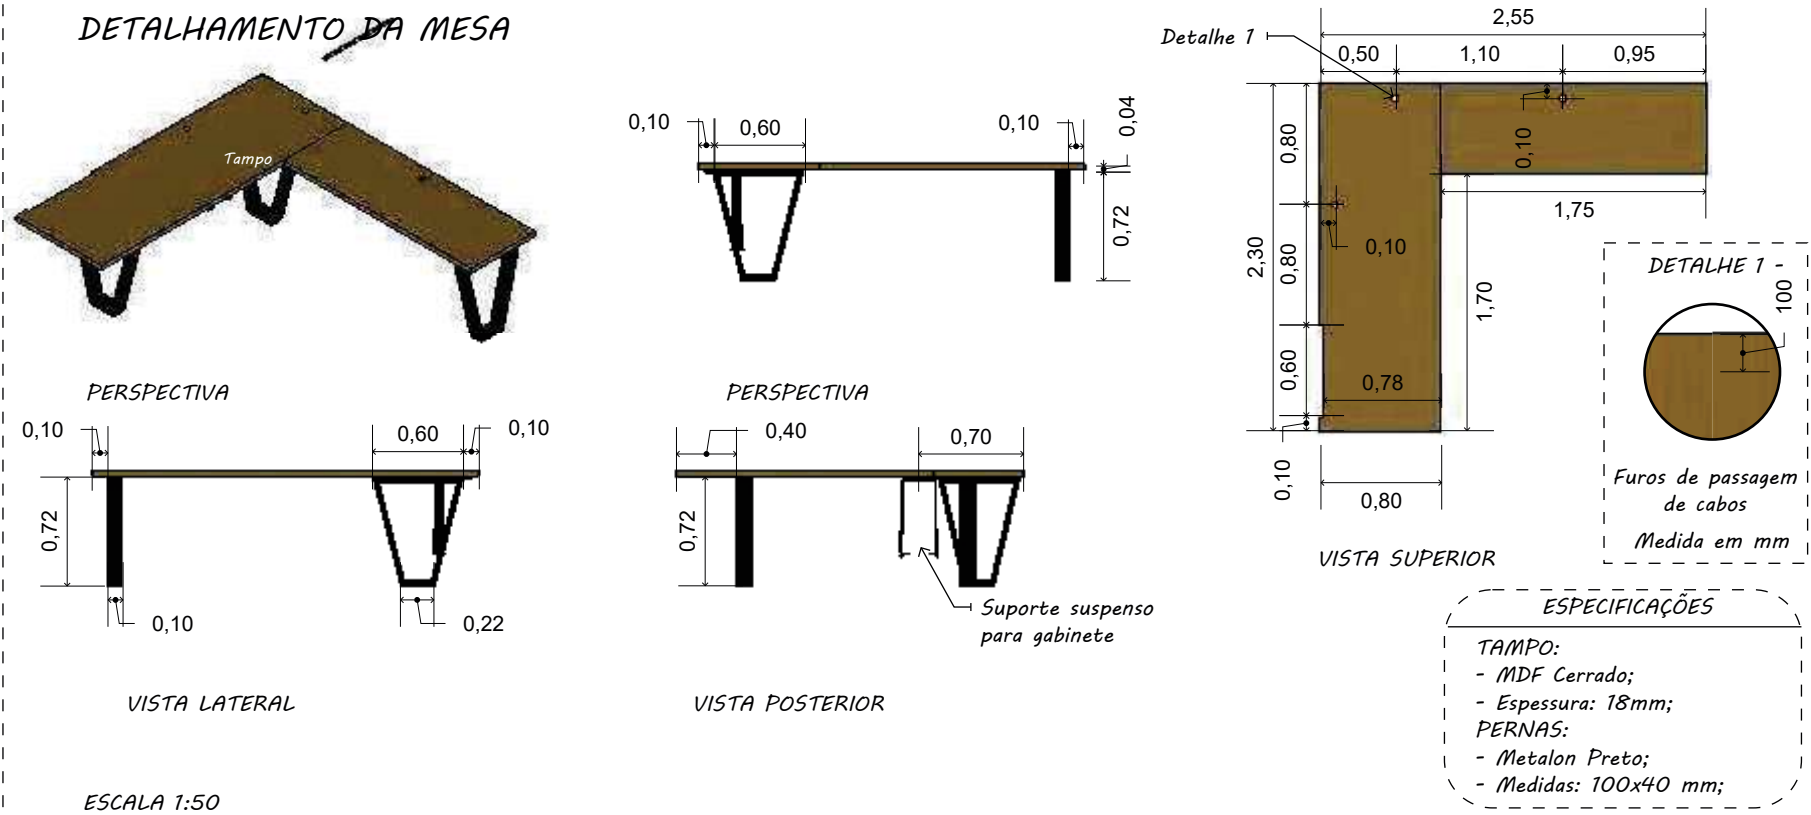 DETALHAMENTO DA MESA
Tampo
PERSPECTIVA
0,10
0,60
0,10
0,04
0,72
PERSPECTIVA
Detalhe 1
2,55
0,50
1,10
0,95
0,80
0,10
0,10
1,75
2,30
0,80
0,10
1,70
0,60
0,78
0,10
0,80
VISTA SUPERIOR
DETALHE 1 -
100
Furos de passagem
de cabos
Medida em mm
0,10
0,60
0,10
0,72
0,10
0,22
VISTA LATERAL
0,40
0,70
0,72
Suporte suspenso
para gabinete
VISTA POSTERIOR
ESPECIFICAÇÕES
TAMPO:
- MDF Cerrado;
- Espessura: 18mm;
PERNAS:
- Metalon Preto;
- Medidas: 100x40 mm;
ESCALA 1:50